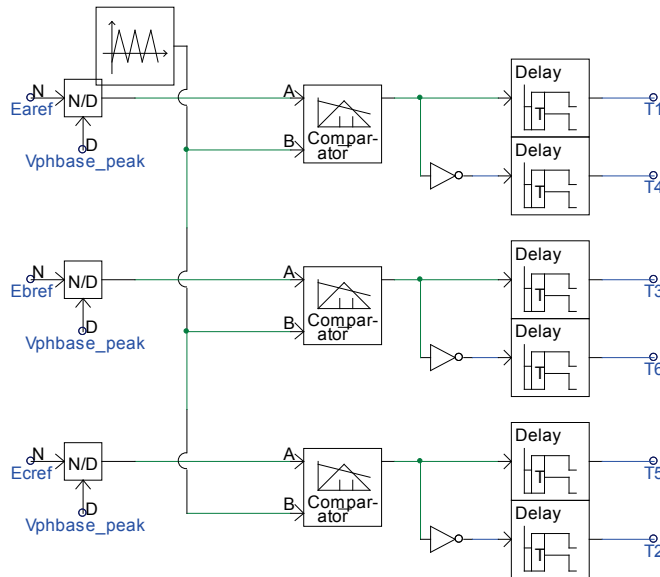 Delay
N
A
Earef
N/D
T
T1
D
B
Compar-
ator
Delay
Vphbase_peak
T
T4
Delay
N
A
Ebref
N/D
T
T3
D
B
Compar-
ator
Delay
Vphbase_peak
T
T6
Delay
N
A
Ecref
N/D
T
T5
D
B
Compar-
ator
Delay
Vphbase_peak
T
T2